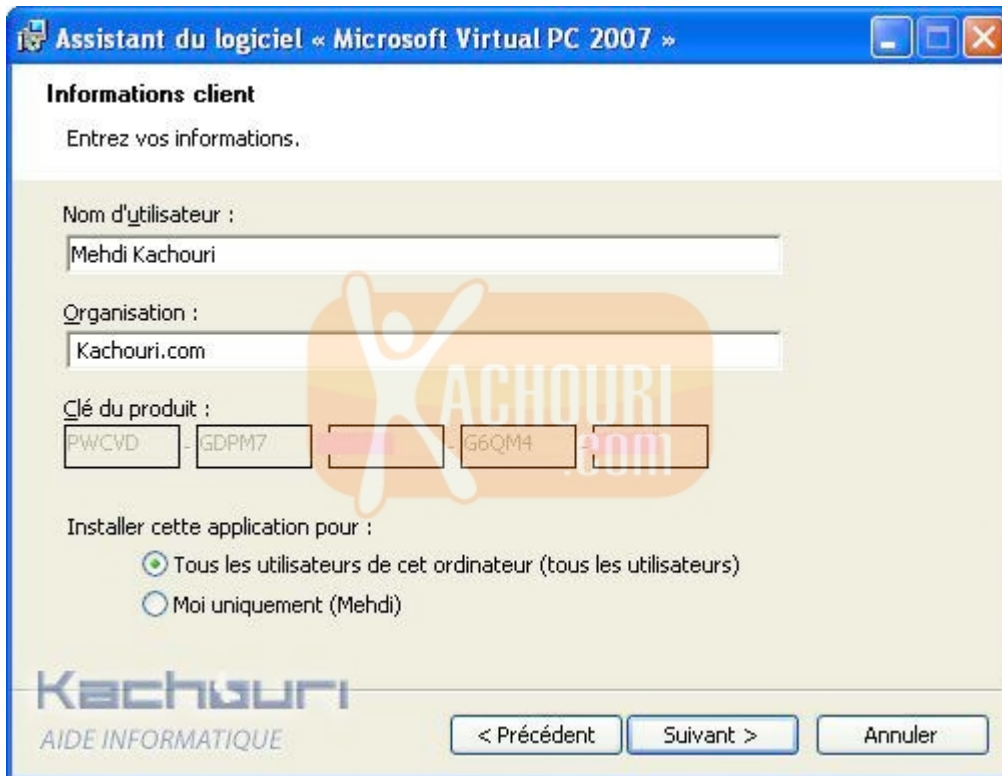 Assistant du logiciel « Microsoft Virtual PC 2007 »
Informations client
Entrez vos informations.
Nom d'utilisateur :
Mehdi Kachouri
Organisation :
Kachouri.com
Clé du produit :
PWCVD - GDPM7 - - G6QM4 -
KACHOURI
.com
Installer cette application pour :
Tous les utilisateurs de cet ordinateur (tous les utilisateurs)
Moi uniquement (Mehdi)
Kachouri
AIDE INFORMATIQUE
< Précédent Suivant > Annuler